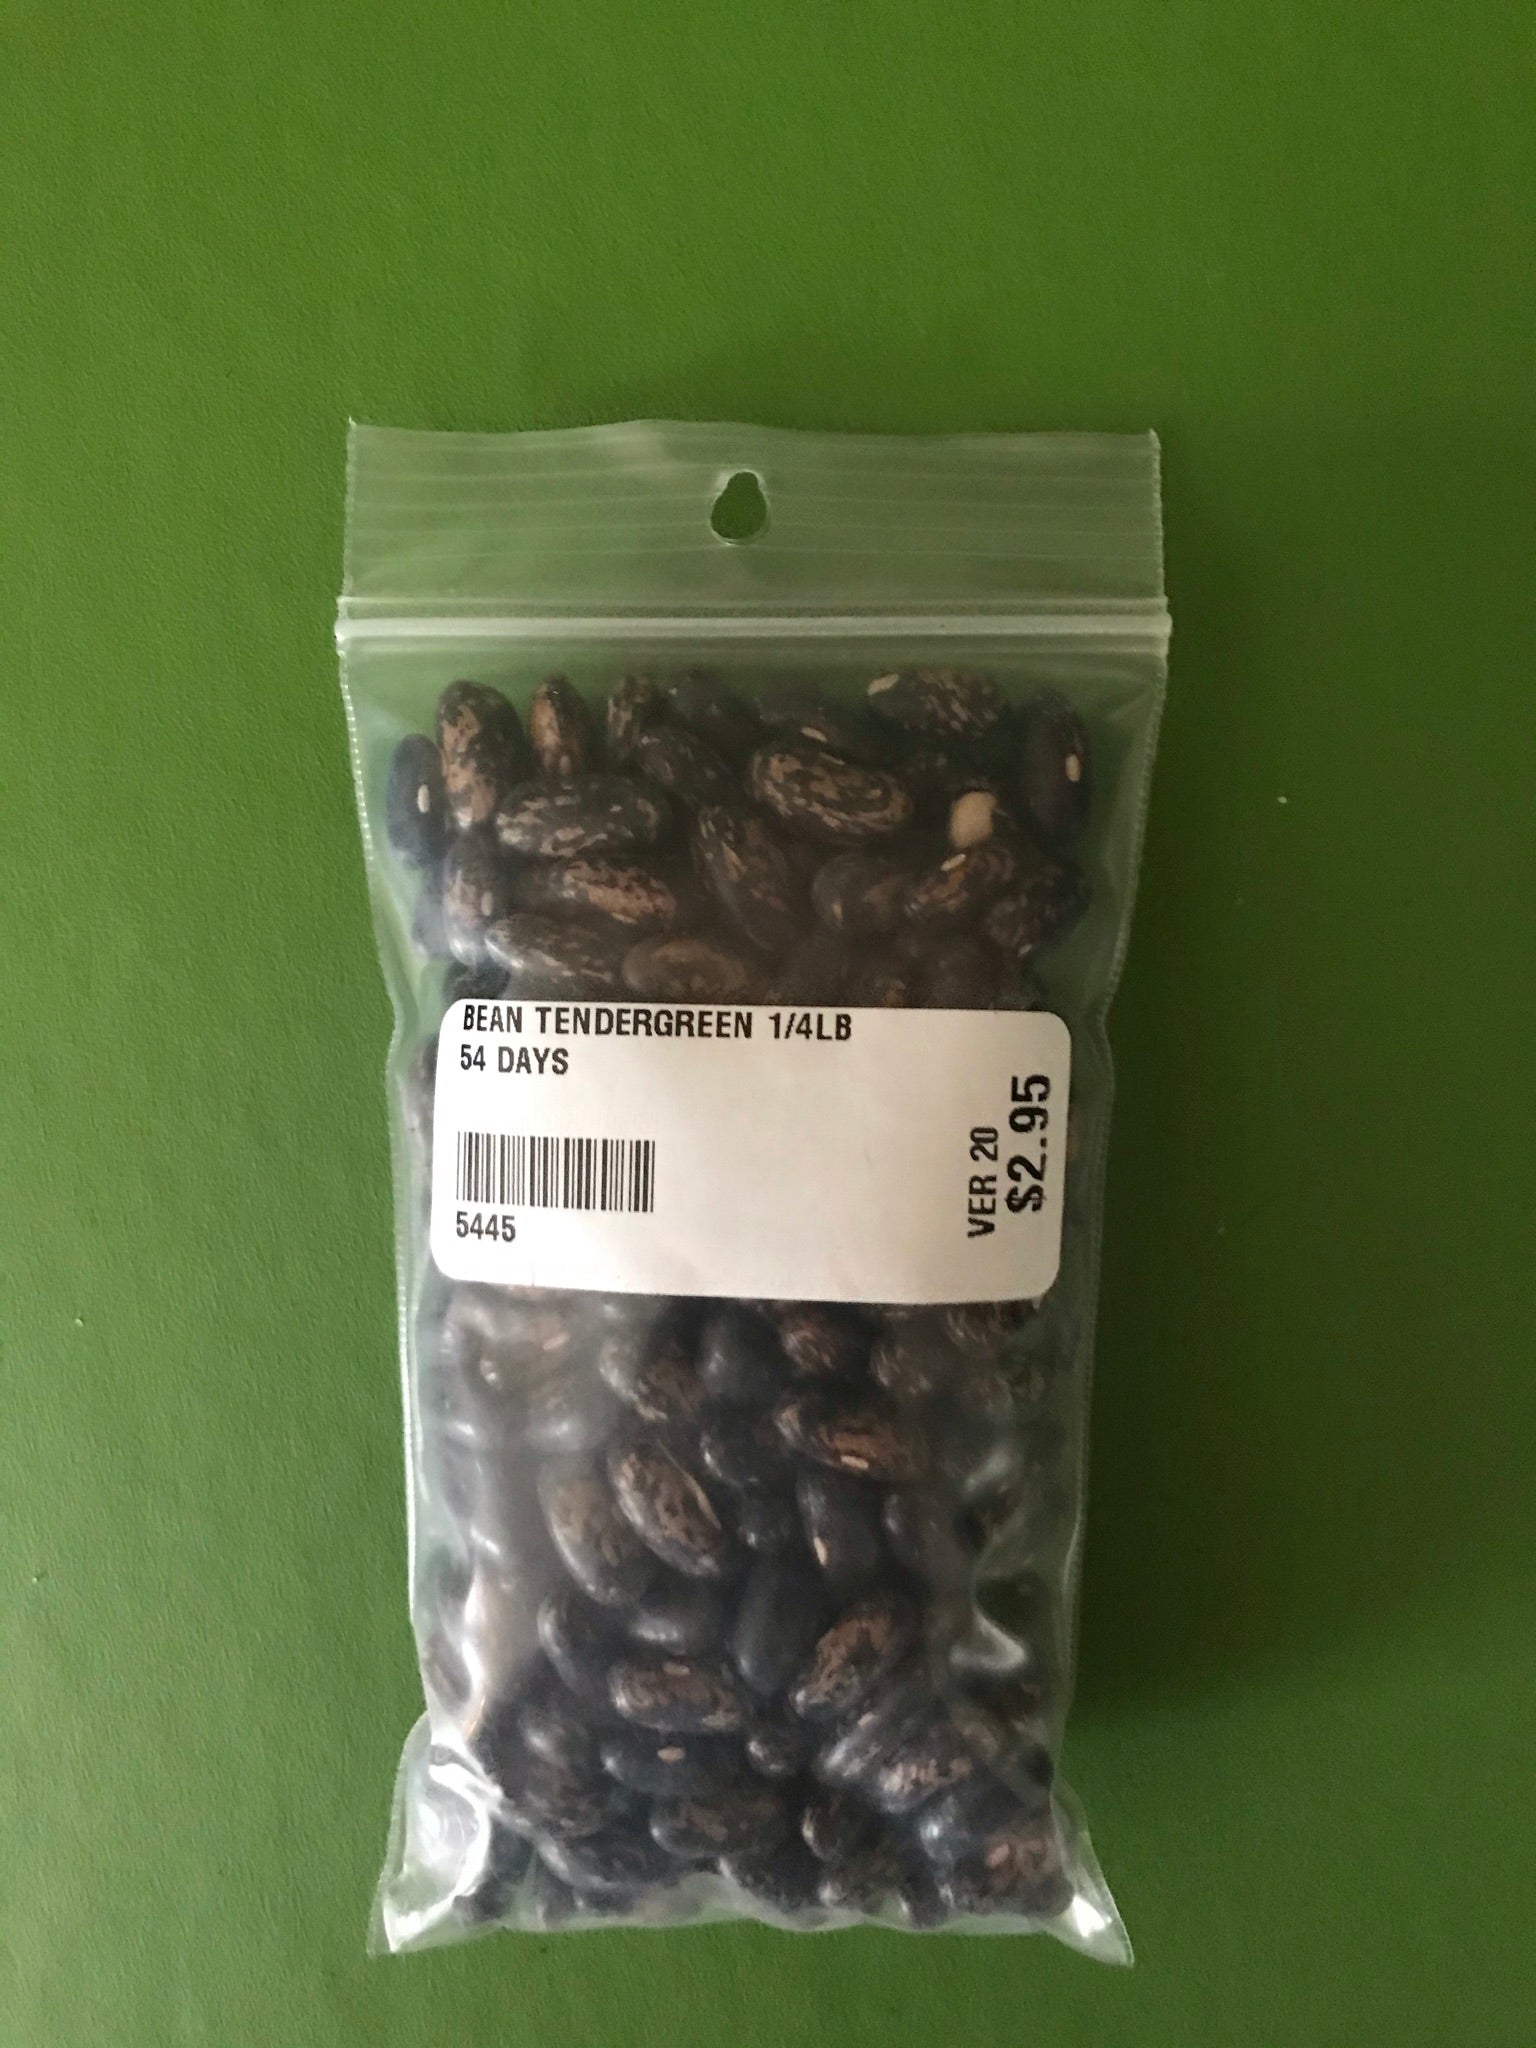 BEAN TENDERGREEN 1/4LB
54 DAYS
5445
VER 20
$2.95